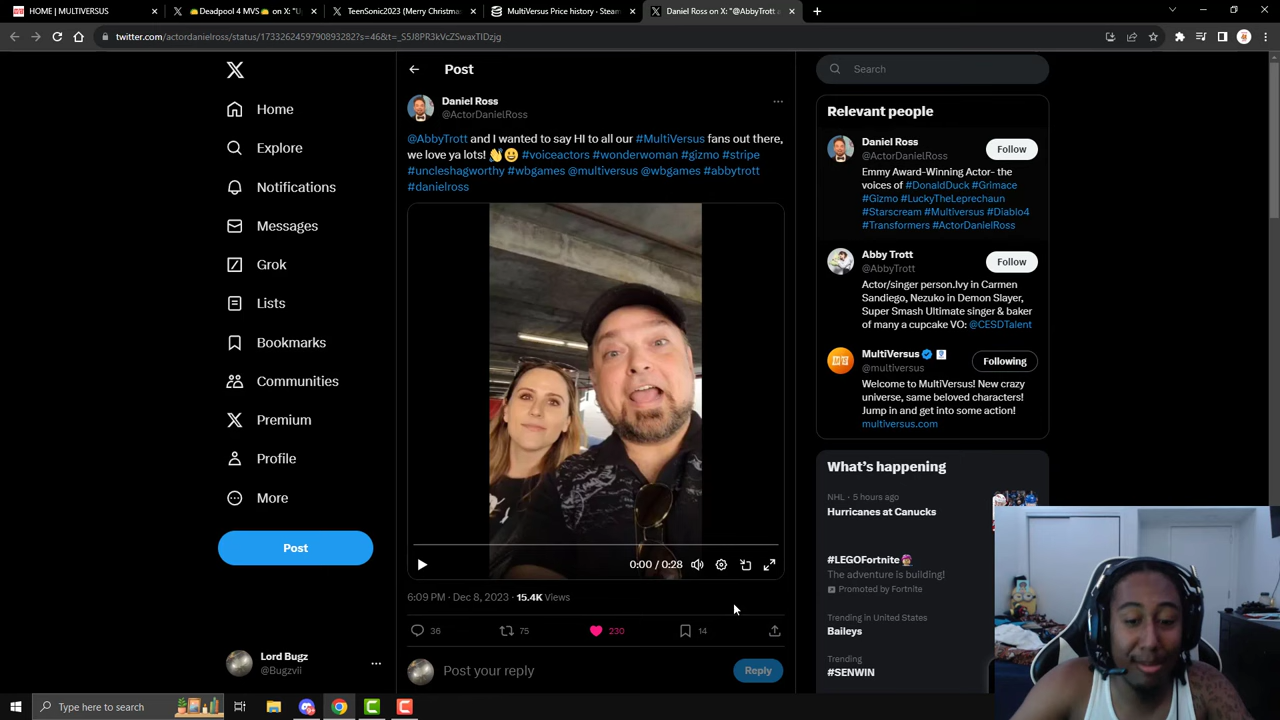 HOME | MULTIVERSUS
Deadpool 4 MVS on X: "U
TeenSonic2023 (Merry Christma
MultiVersus Price history · Steam
Daniel Ross on X: "@AbbyTrott a
twitter.com/actordanielross/status/1733262459790893282?s=46&t=_S5J8PR3kVcZSwaxTIDzjg
Post
Search
Home
Explore
Notifications
Messages
Grok
Lists
Bookmarks
Communities
Premium
Profile
More
Post
Lord Bugz
@Bugzvii
Daniel Ross
@ActorDanielRoss
@AbbyTrott and I wanted to say HI to all our #MultiVersus fans out there,
we love ya lots! 👋😀 #voiceactors #wonderwoman #gizmo #stripe
#uncleshagworthy #wbgames @multiversus @wbgames #abbytrott
#danielross
0:00 / 0:28
6:09 PM · Dec 8, 2023 · 15.4K Views
36
75
230
14
Post your reply
Reply
Relevant people
Daniel Ross
@ActorDanielRoss
Follow
Emmy Award-Winning Actor- the
voices of #DonaldDuck #GrImace
#Gizmo #LuckyTheLeprechaun
#Starscream #Multiversus #Diablo4
#Transformers #ActorDanielRoss
Abby Trott
@AbbyTrott
Follow
Actor/singer person.Ivy in Carmen
Sandiego, Nezuko in Demon Slayer,
Super Smash Ultimate singer & baker
of many a cupcake VO: @CESDTalent
MultiVersus
@multiversus
Following
Welcome to MultiVersus! New crazy
universe, same beloved characters!
Jump in and get into some action!
multiversus.com
What's happening
NHL · 5 hours ago
Hurricanes at Canucks
#LEGOFortnite
The adventure is building!
Promoted by Fortnite
Trending in United States
Baileys
Trending
#SENWIN
Type here to search